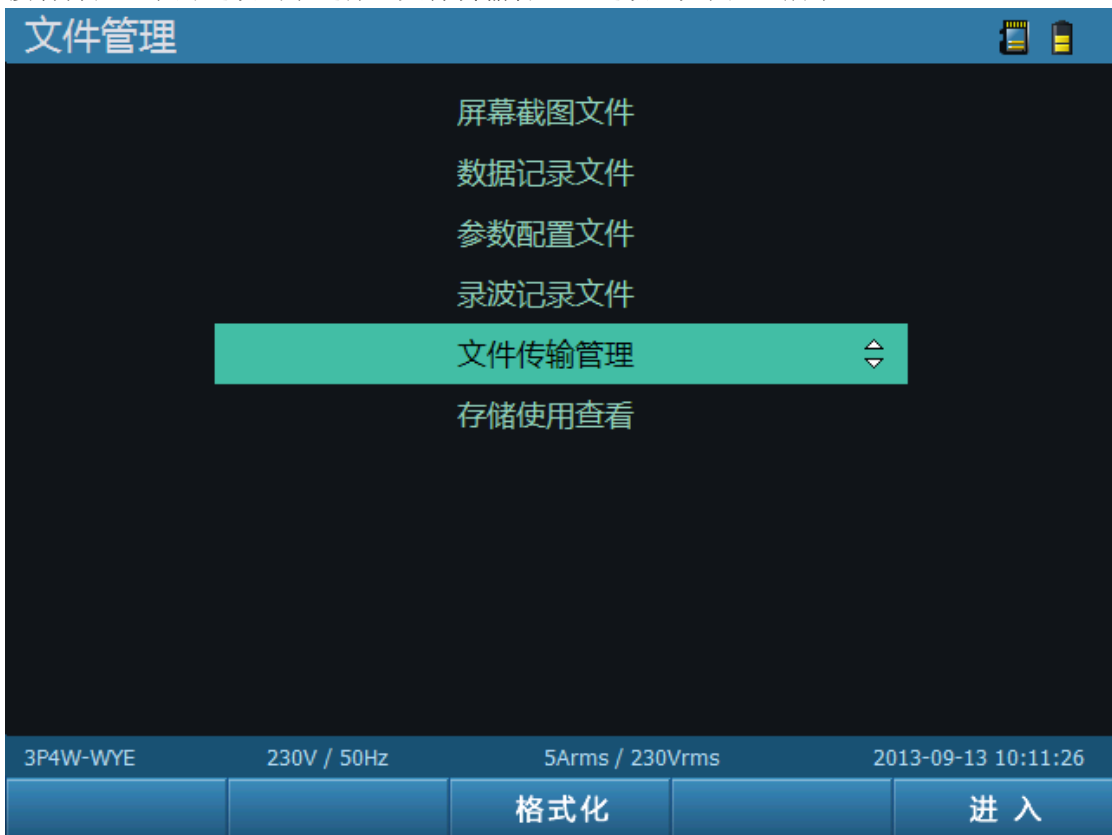 文件管理
屏幕截图文件
数据记录文件
参数配置文件
录波记录文件
文件传输管理
存储使用查看
3P4W-WYE 230V / 50Hz 5Arms / 230Vrms 2013-09-13 10:11:26
格式化 进 入